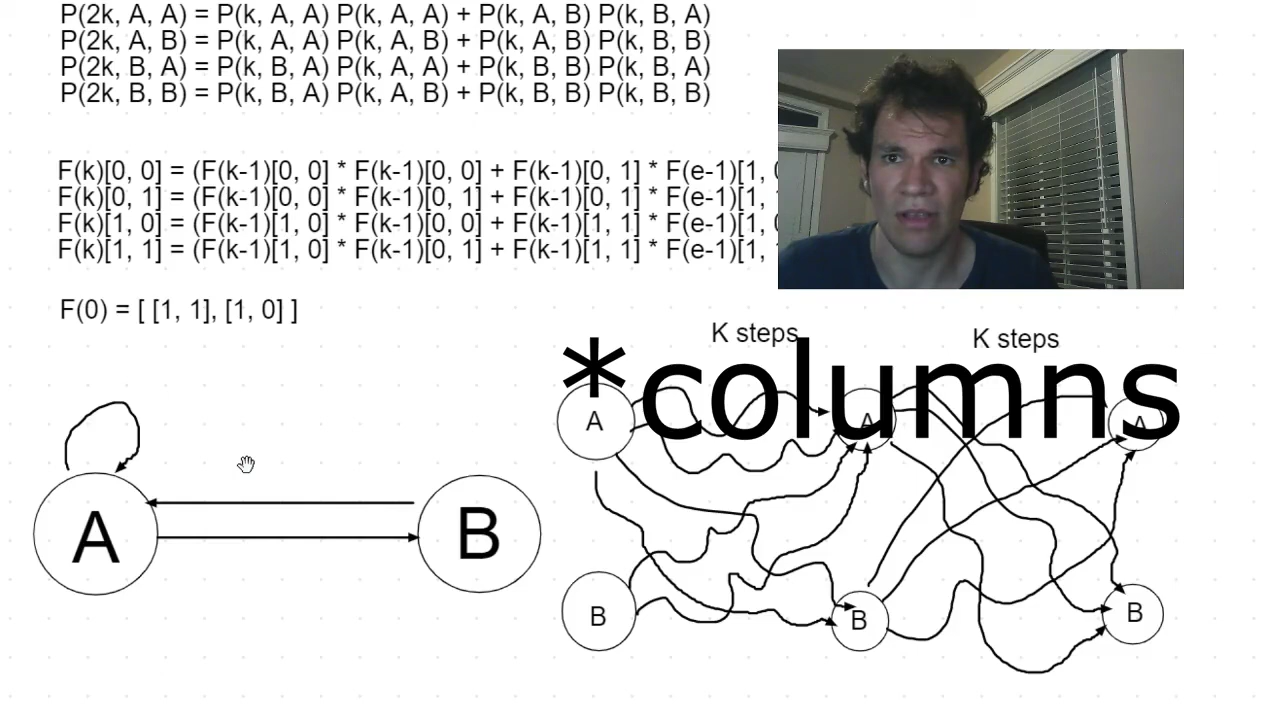 P(2k, A, A) = P(k, A, A) P(k, A, A) + P(k, A, B) P(k, B, A)
P(2k, A, B) = P(k, A, A) P(k, A, B) + P(k, A, B) P(k, B, B)
P(2k, B, A) = P(k, B, A) P(k, A, A) + P(k, B, B) P(k, B, A)
P(2k, B, B) = P(k, B, A) P(k, A, B) + P(k, B, B) P(k, B, B)
F(k)[0, 0] = (F(k-1)[0, 0] * F(k-1)[0, 0] + F(k-1)[0, 1] * F(e-1)[1,
F(k)[0, 1] = (F(k-1)[0, 0] * F(k-1)[0, 1] + F(k-1)[0, 1] * F(e-1)[1,
F(k)[1, 0] = (F(k-1)[1, 0] * F(k-1)[0, 0] + F(k-1)[1, 1] * F(e-1)[1,
F(k)[1, 1] = (F(k-1)[1, 0] * F(k-1)[0, 1] + F(k-1)[1, 1] * F(e-1)[1,
F(0) = [ [1, 1], [1, 0] ]
K steps K steps
*columns
A A A
A B
B B B